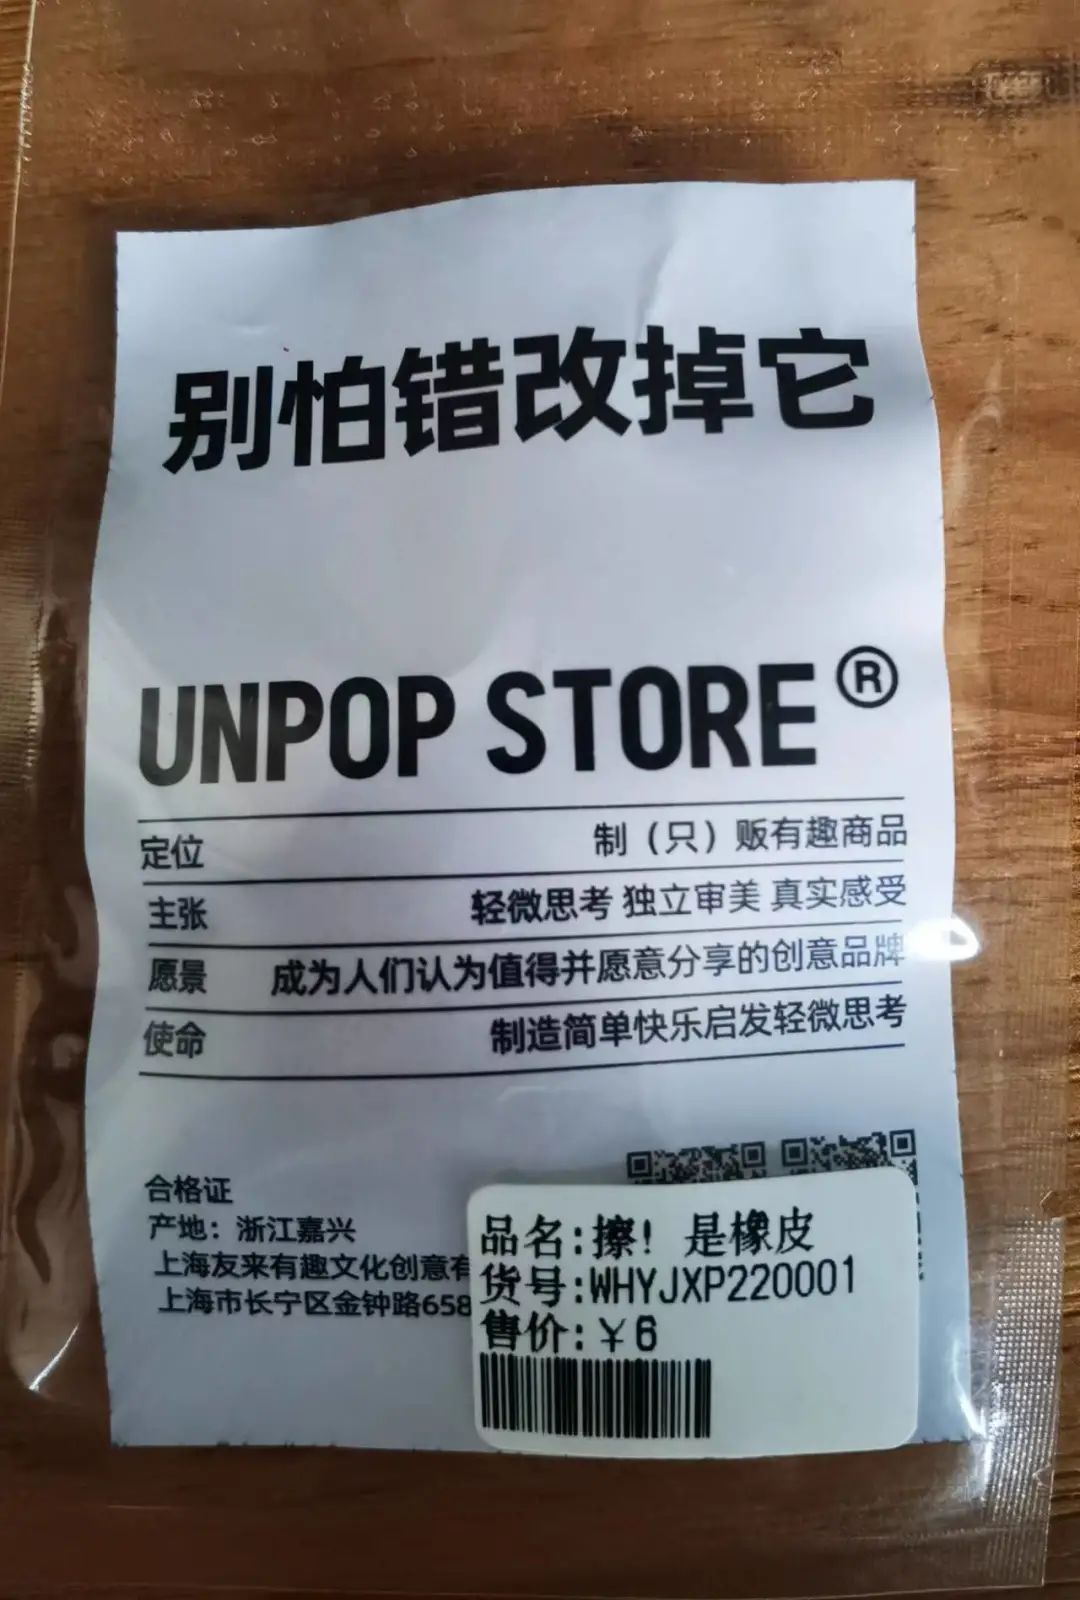 别怕错改掉它
UNPOP STORE®
定位 制（只）贩有趣商品
主张 轻微思考 独立审美 真实感受
愿景 成为人们认为值得并愿意分享的创意品牌
使命 制造简单快乐启发轻微思考
合格证
产地：浙江嘉兴
上海友来有趣文化创意有
上海市长宁区金钟路658
品名:擦！是橡皮
货号:WHYJXP220001
售价:￥6